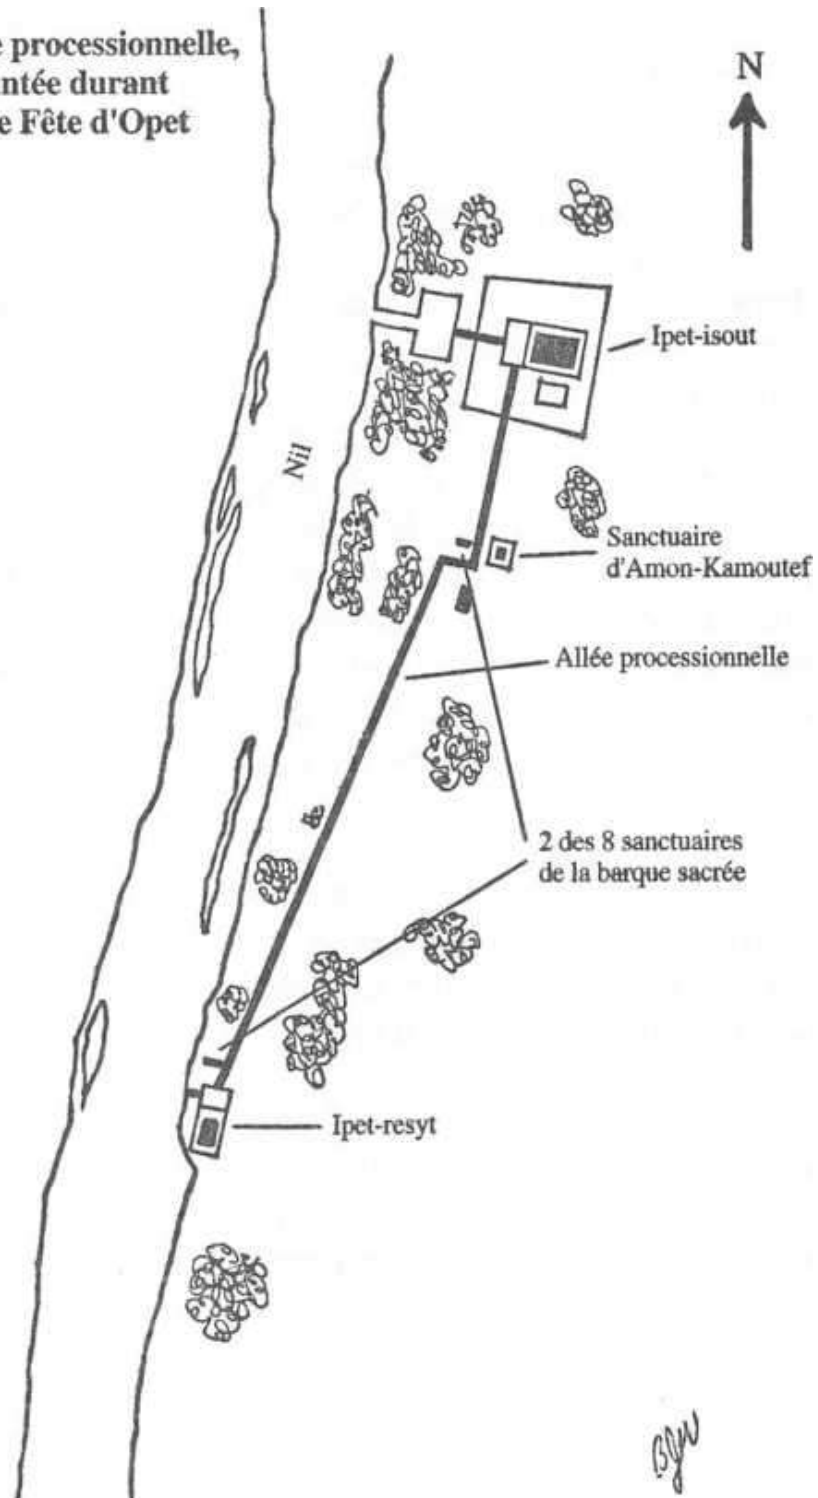 processionnelle,
durant
Fête d'Opet
N
Ipet-isout
Nil
Sanctuaire
d'Amon-Kamoutef
Allée processionnelle
2 des 8 sanctuaires
de la barque sacrée
Ipet-resyt